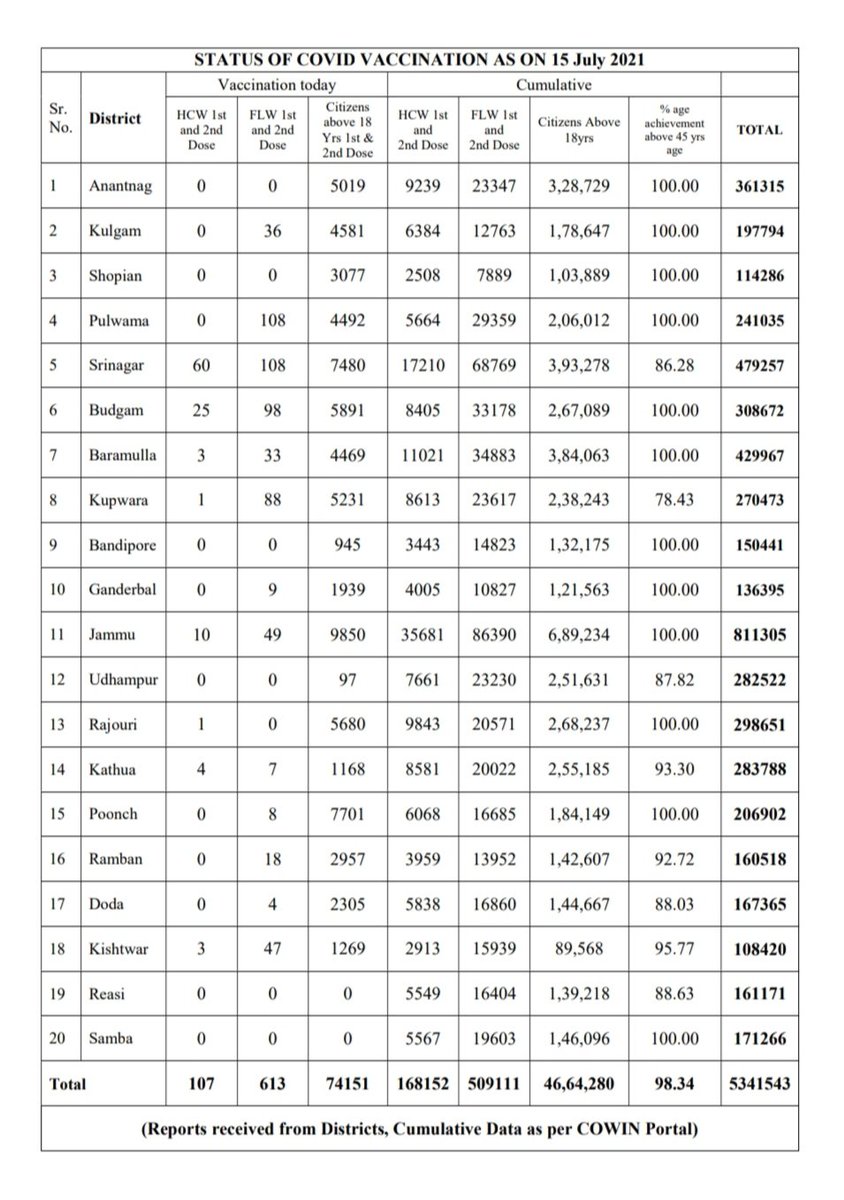 STATUS OF COVID VACCINATION AS ON 15 July 2021
Sr. No. District Vaccination today Cumulative
HCW 1st and 2nd Dose FLW 1st and 2nd Dose Citizens above 18 Yrs 1st & 2nd Dose HCW 1st and 2nd Dose FLW 1st and 2nd Dose Citizens Above 18yrs % age achievement above 45 yrs age TOTAL
1 Anantnag 0 0 5019 9239 23347 3,28,729 100.00 361315
2 Kulgam 0 36 4581 6384 12763 1,78,647 100.00 197794
3 Shopian 0 0 3077 2508 7889 1,03,889 100.00 114286
4 Pulwama 0 108 4492 5664 29359 2,06,012 100.00 241035
5 Srinagar 60 108 7480 17210 68769 3,93,278 86.28 479257
6 Budgam 25 98 5891 8405 33178 2,67,089 100.00 308672
7 Baramulla 3 33 4469 11021 34883 3,84,063 100.00 429967
8 Kupwara 1 88 5231 8613 23617 2,38,243 78.43 270473
9 Bandipore 0 0 945 3443 14823 1,32,175 100.00 150441
10 Ganderbal 0 9 1939 4005 10827 1,21,563 100.00 136395
11 Jammu 10 49 9850 35681 86390 6,89,234 100.00 811305
12 Udhampur 0 0 97 7661 23230 2,51,631 87.82 282522
13 Rajouri 1 0 5680 9843 20571 2,68,237 100.00 298651
14 Kathua 4 7 1168 8581 20022 2,55,185 93.30 283788
15 Poonch 0 8 7701 6068 16685 1,84,149 100.00 206902
16 Ramban 0 18 2957 3959 13952 1,42,607 92.72 160518
17 Doda 0 4 2305 5838 16860 1,44,667 88.03 167365
18 Kishtwar 3 47 1269 2913 15939 89,568 95.77 108420
19 Reasi 0 0 0 5549 16404 1,39,218 88.63 161171
20 Samba 0 0 0 5567 19603 1,46,096 100.00 171266
Total 107 613 74151 168152 509111 46,64,280 98.34 5341543
(Reports received from Districts, Cumulative Data as per COWIN Portal)